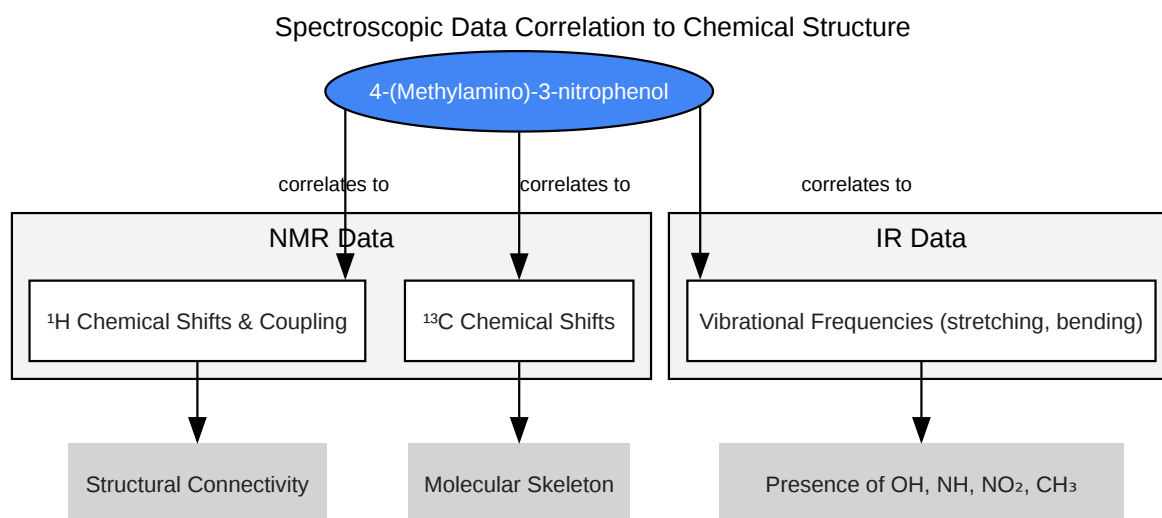 Spectroscopic Data Correlation to Chemical Structure
4-(Methylamino)-3-nitrophenol
correlates to
correlates to
correlates to
NMR Data
IR Data
¹H Chemical Shifts & Coupling
¹³C Chemical Shifts
Vibrational Frequencies (stretching, bending)
Structural Connectivity
Molecular Skeleton
Presence of OH, NH, NO₂, CH₃